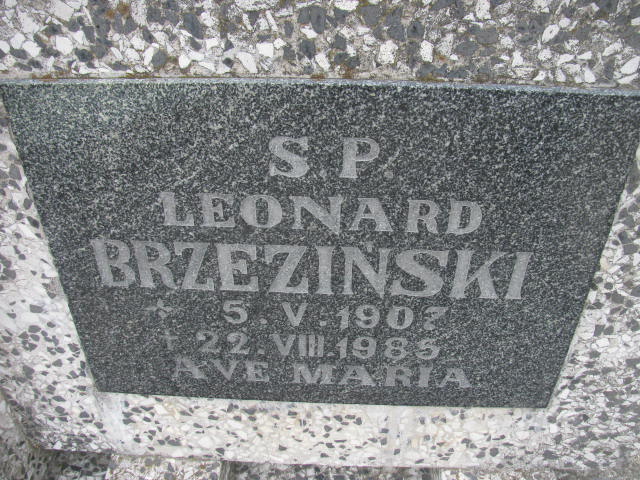 Ś.P.
LEONARD
BRZEZIŃSKI
* 5.V.1907
+ 22.VIII.1985
AVE MARIA